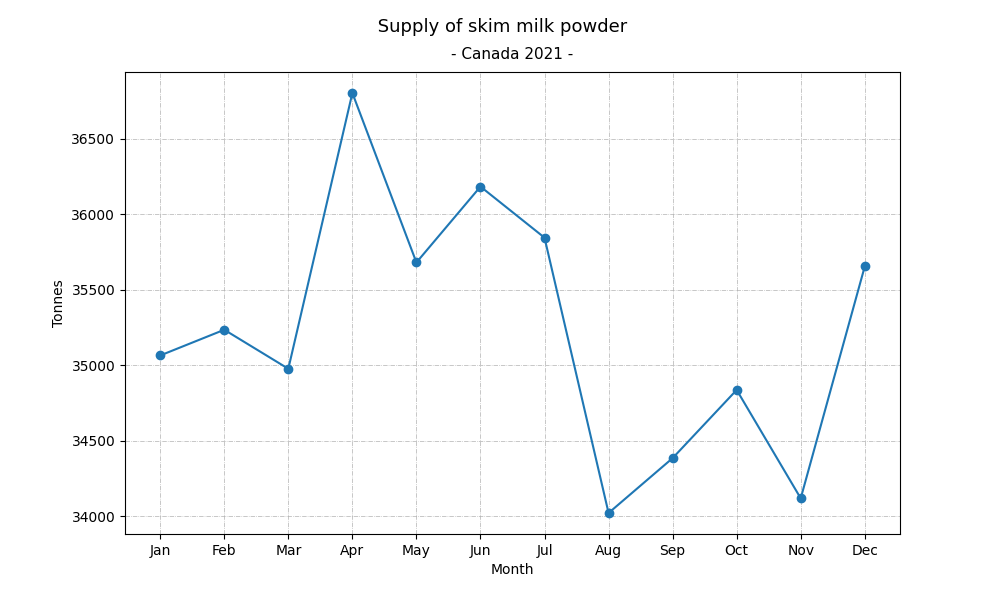 Supply of skim milk powder
- Canada 2021 -
Tonnes
36500
36000
35500
35000
34500
34000
Jan Feb Mar Apr May Jun Jul Aug Sep Oct Nov Dec
Month